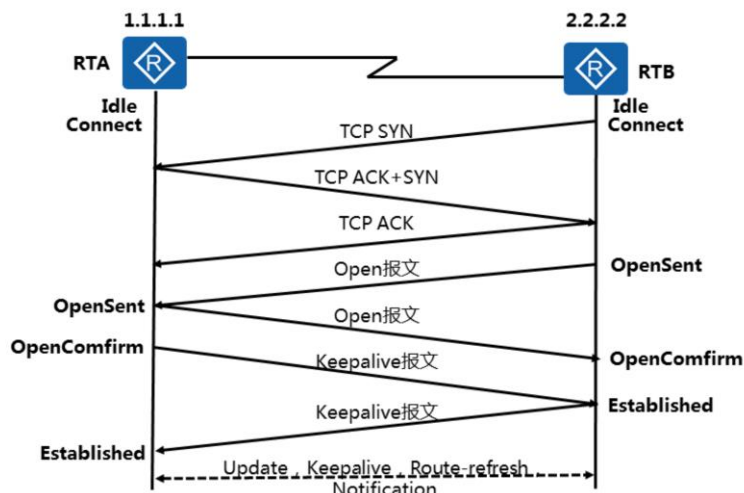 1.1.1.1
2.2.2.2
RTA
R
R
RTB
Idle
Connect
Idle
Connect
TCP SYN
TCP ACK+SYN
TCP ACK
Open报文
OpenSent
OpenSent
Open报文
OpenComfirm
OpenComfirm
Keepalive报文
Keepalive报文
Established
Established
Update，Keepalive，Route-refresh，
Notification